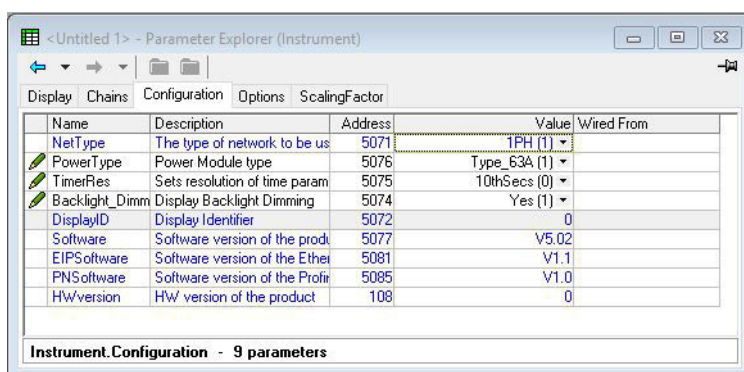 <Untitled 1> - Parameter Explorer (Instrument)
Display Chains Configuration Options ScalingFactor
Name Description Address Value Wired From
NetType The type of network to be us 5071 1PH (1)
PowerType Power Module type 5076 Type_63A (1)
TimerRes Sets resolution of time param 5075 10thSecs (0)
Backlight_Dimm Display Backlight Dimming 5074 Yes (1)
DisplayID Display Identifier 5072 0
Software Software version of the produ 5077 V5.02
EIPSoftware Software version of the Ether 5081 V1.1
PNSoftware Software version of the Profin 5085 V1.0
HWversion HW version of the product 108 0
Instrument.Configuration - 9 parameters